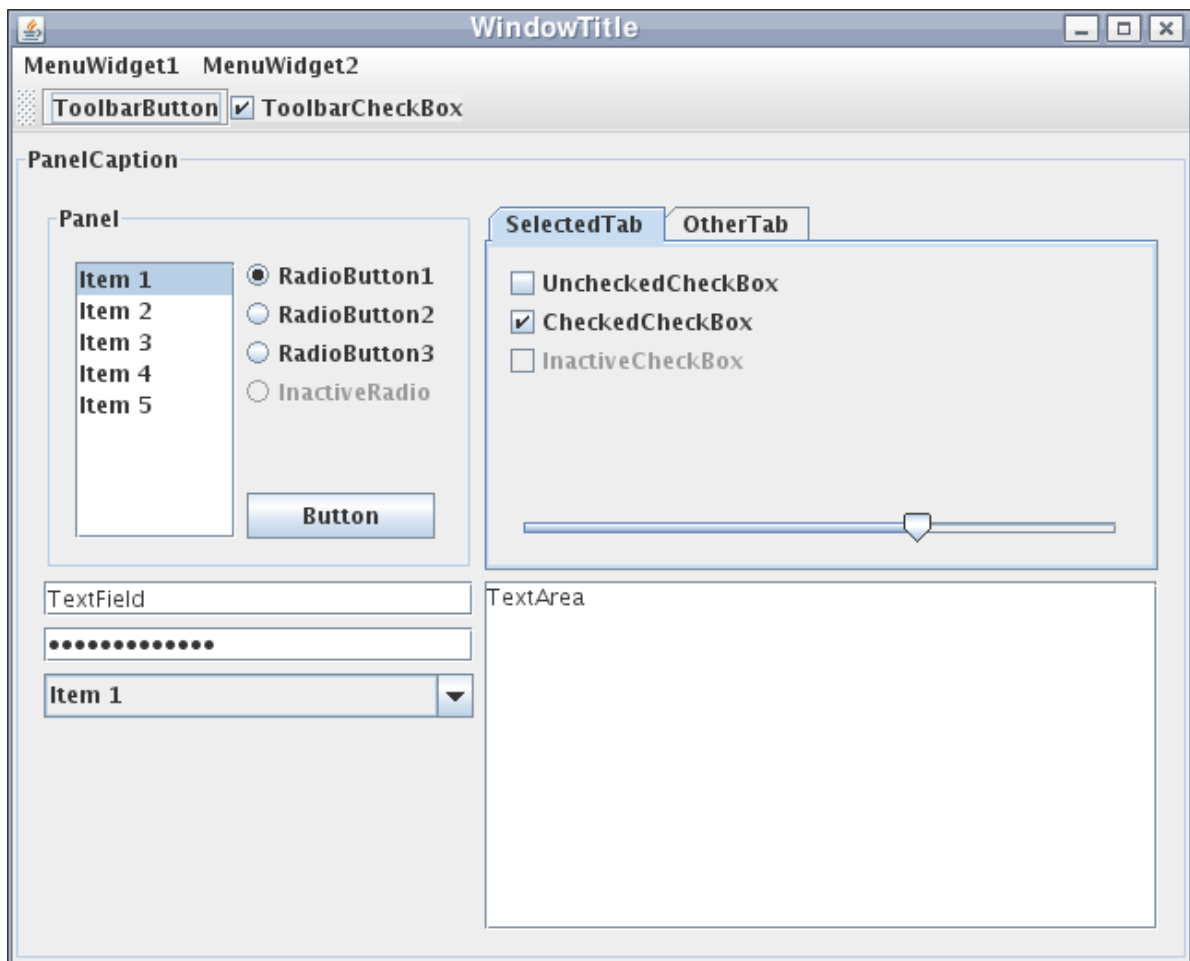 WindowTitle
MenuWidget1 MenuWidget2
ToolbarButton ToolbarCheckBox
PanelCaption
Panel
Item 1
Item 2
Item 3
Item 4
Item 5
RadioButton1
RadioButton2
RadioButton3
InactiveRadio
Button
SelectedTab OtherTab
UncheckedCheckBox
CheckedCheckBox
InactiveCheckBox
TextField
•••••••••••••
Item 1
TextArea